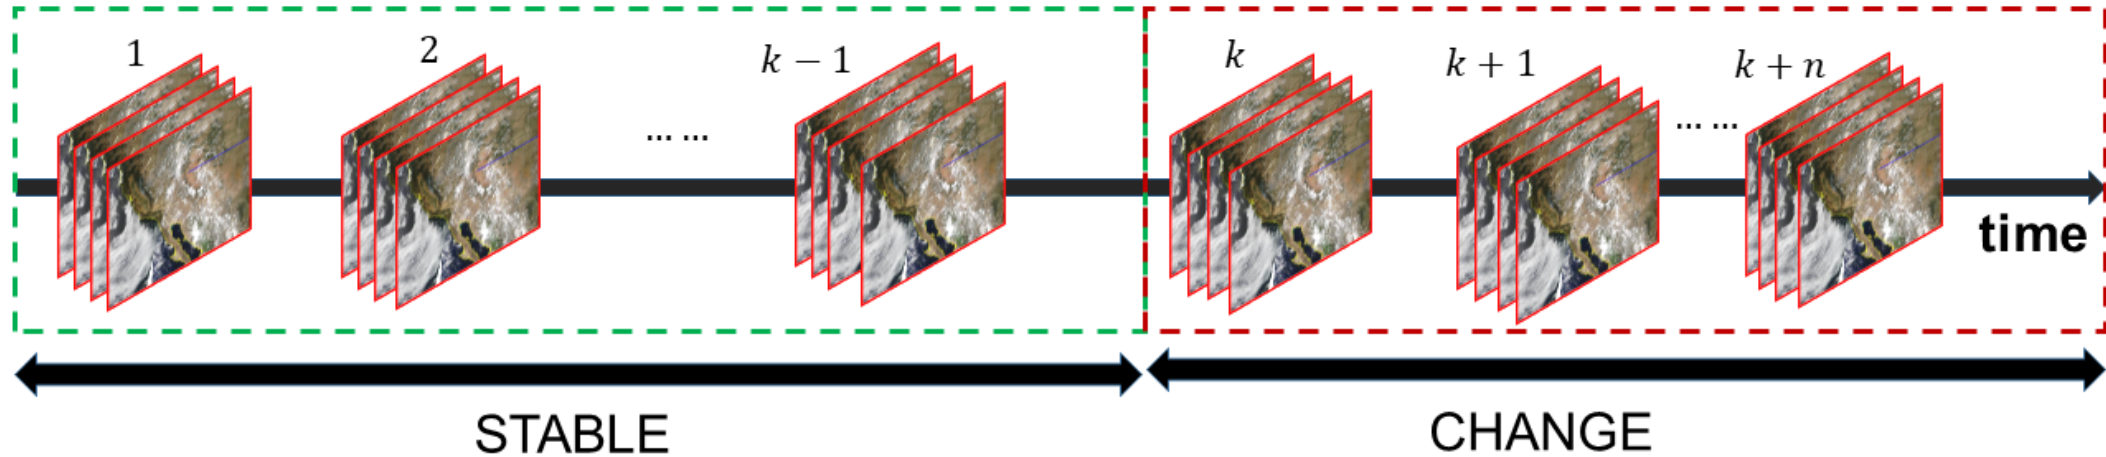 1
2
... ...
k − 1
k
k + 1
... ...
k + n
time
STABLE
CHANGE